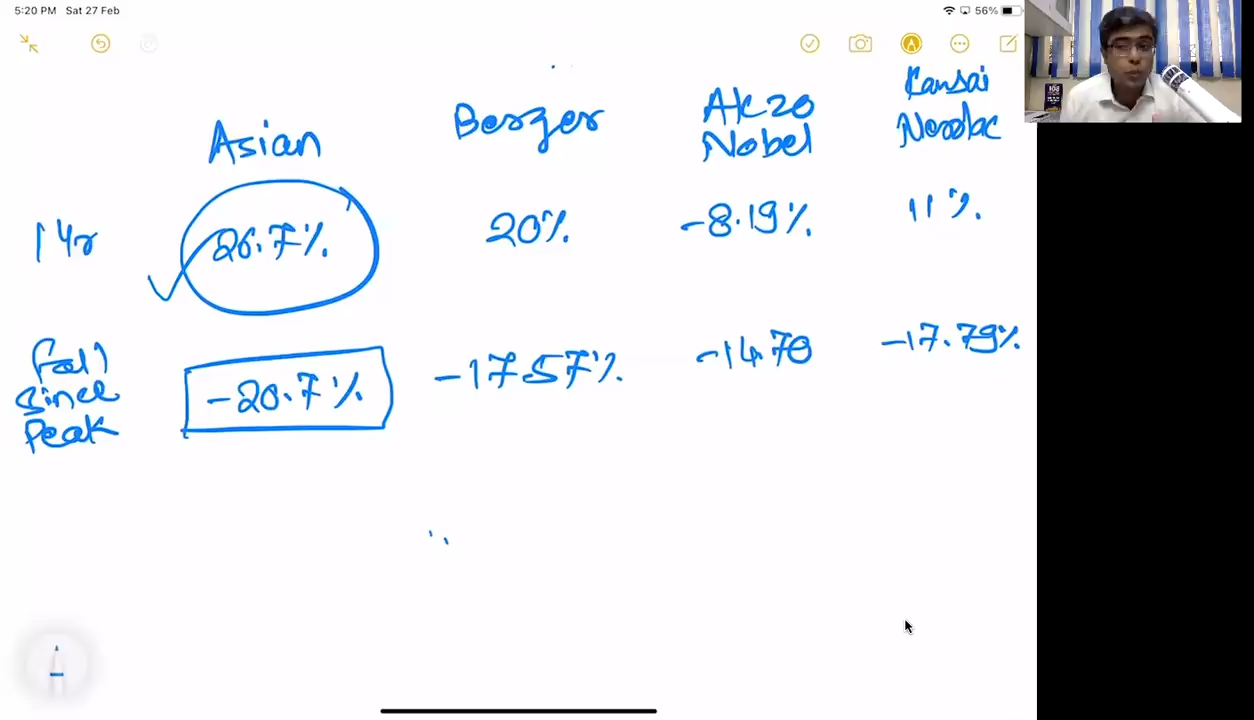 5:20 PM Sat 27 Feb
56%
Asian
Berger
Akzo
Nobel
Kansai
Nerolac
1 Yr
26.7%
20%
-8.19%
11%
Fall
Since
Peak
-20.7%
-17.57%
-14.70
-17.79%